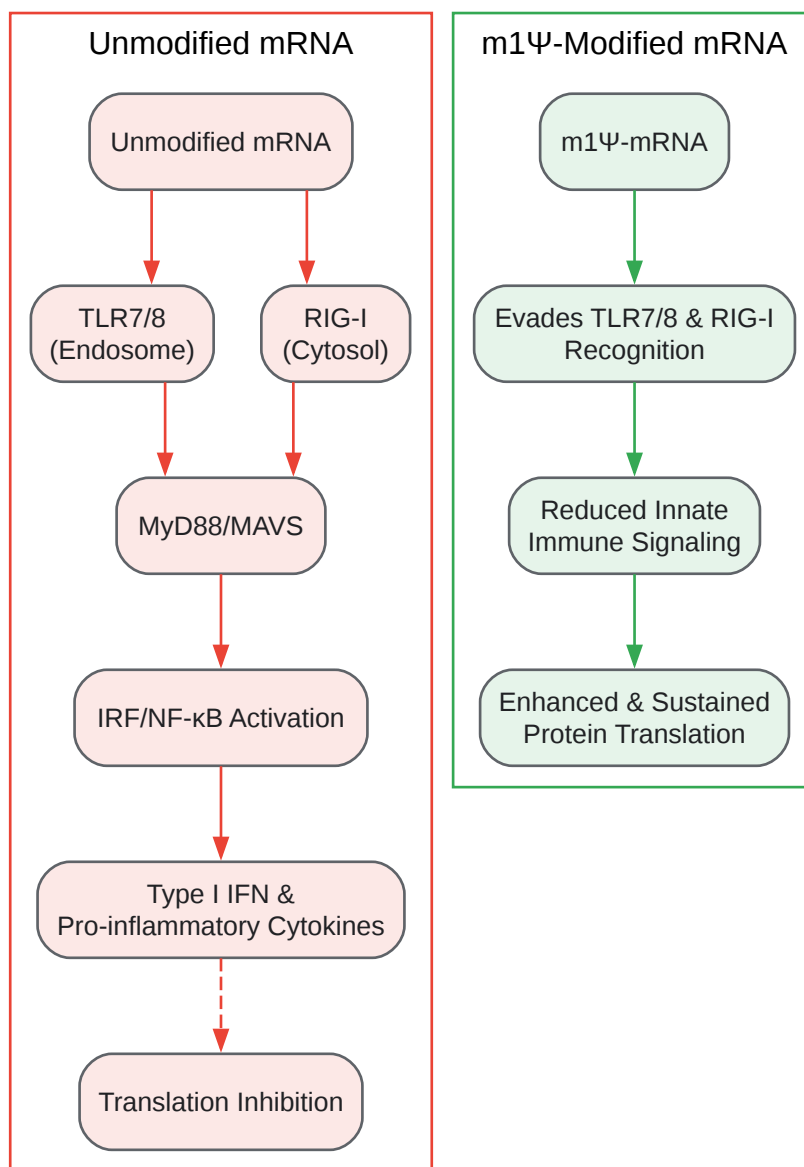 Unmodified mRNA
Unmodified mRNA
TLR7/8
(Endosome)
RIG-I
(Cytosol)
MyD88/MAVS
IRF/NF-κB Activation
Type I IFN &
Pro-inflammatory Cytokines
Translation Inhibition
m1Ψ-Modified mRNA
m1Ψ-mRNA
Evades TLR7/8 & RIG-I
Recognition
Reduced Innate
Immune Signaling
Enhanced & Sustained
Protein Translation